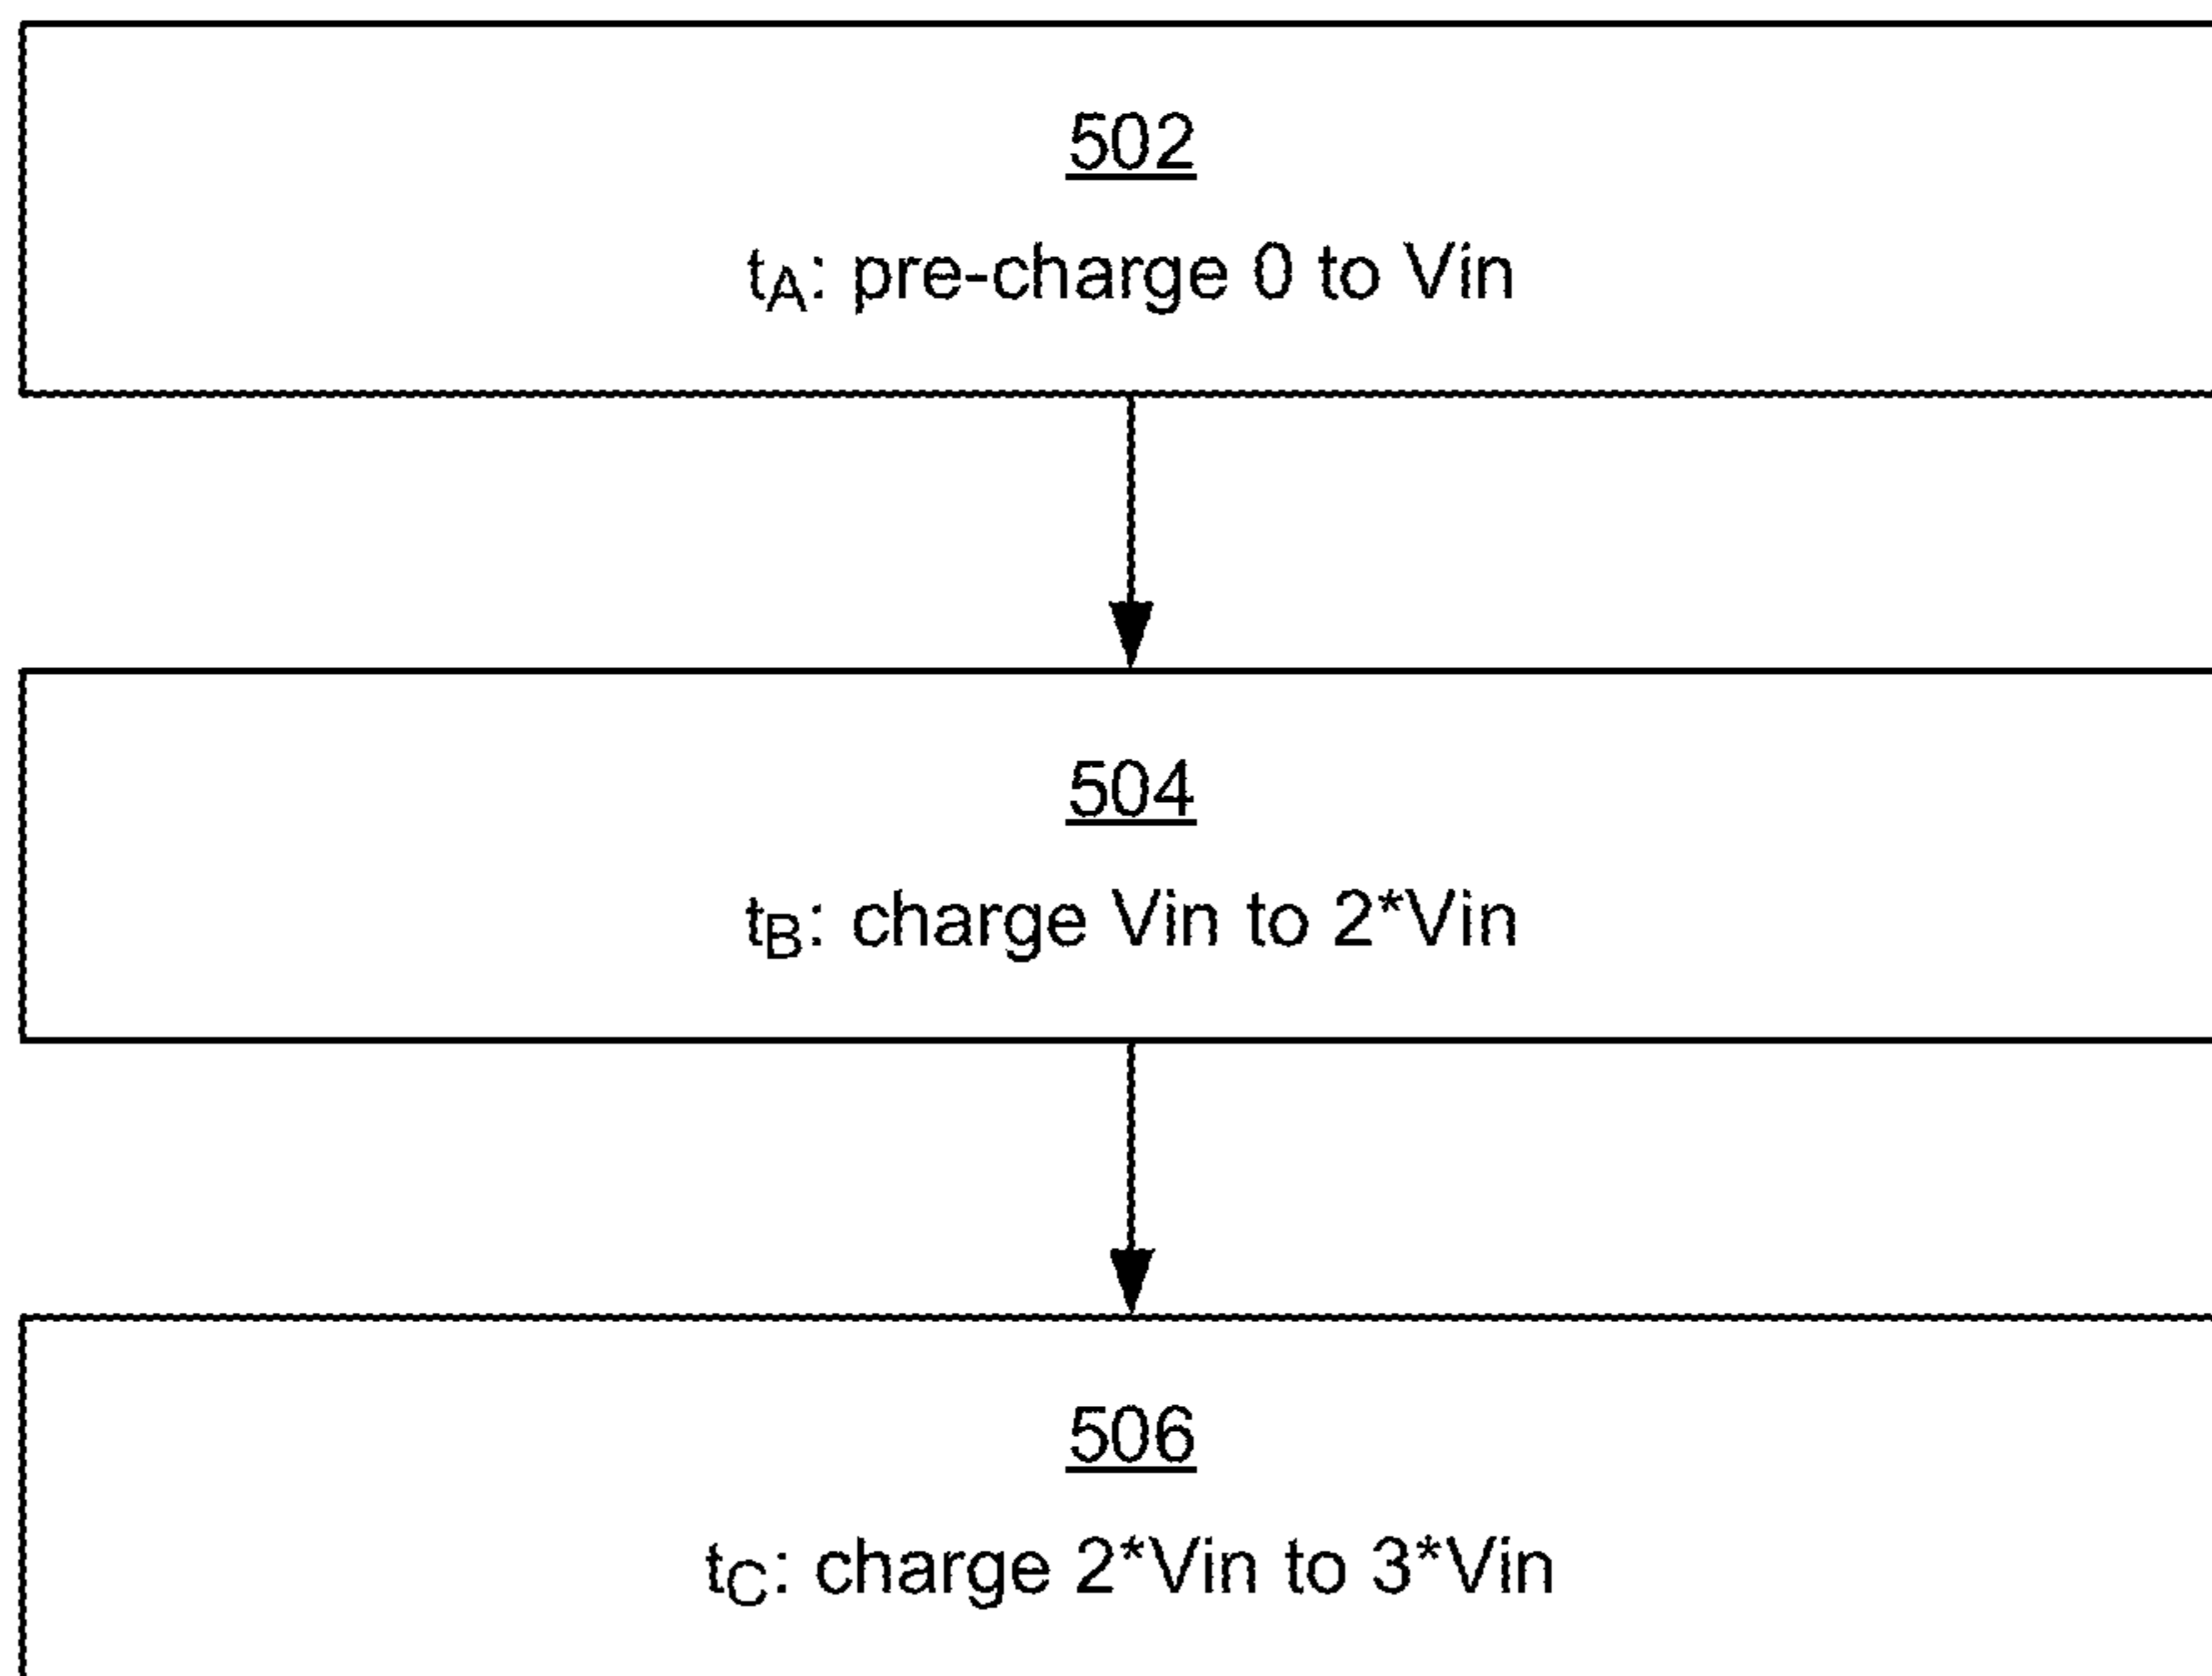 502
tA: pre-charge 0 to Vin
504
tB: charge Vin to 2*Vin
506
tC: charge 2*Vin to 3*Vin